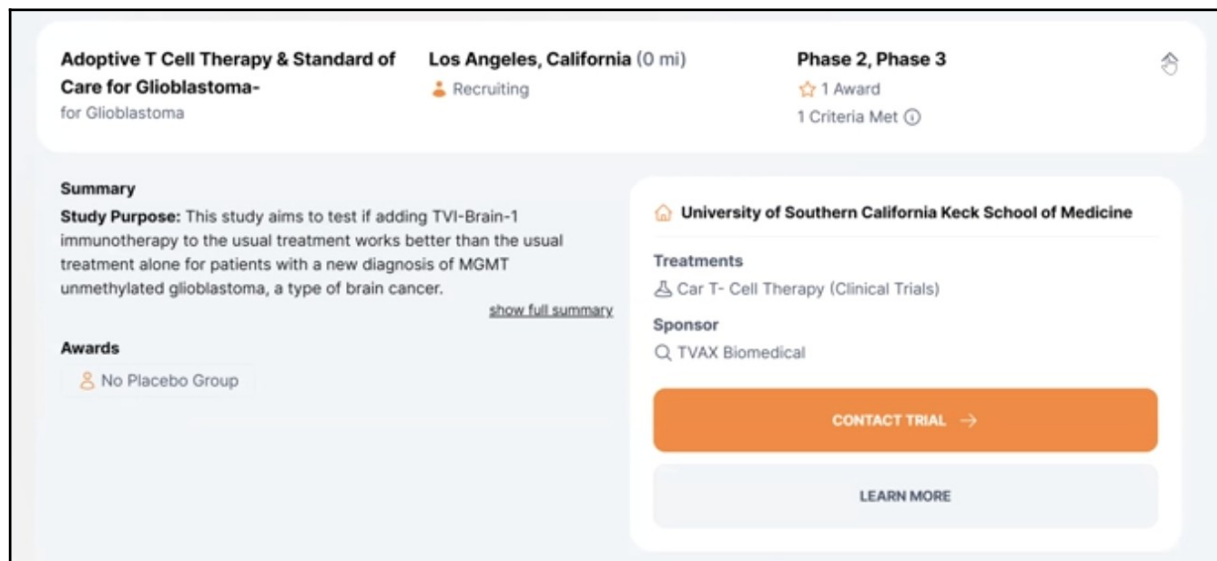 Adoptive T Cell Therapy & Standard of
Care for Glioblastoma-
for Glioblastoma
Los Angeles, California (0 mi)
Recruiting
Phase 2, Phase 3
1 Award
1 Criteria Met
Summary
Study Purpose: This study aims to test if adding TVI-Brain-1
immunotherapy to the usual treatment works better than the usual
treatment alone for patients with a new diagnosis of MGMT
unmethylated glioblastoma, a type of brain cancer.
show full summary
Awards
No Placebo Group
University of Southern California Keck School of Medicine
Treatments
Car T- Cell Therapy (Clinical Trials)
Sponsor
TVAX Biomedical
CONTACT TRIAL →
LEARN MORE